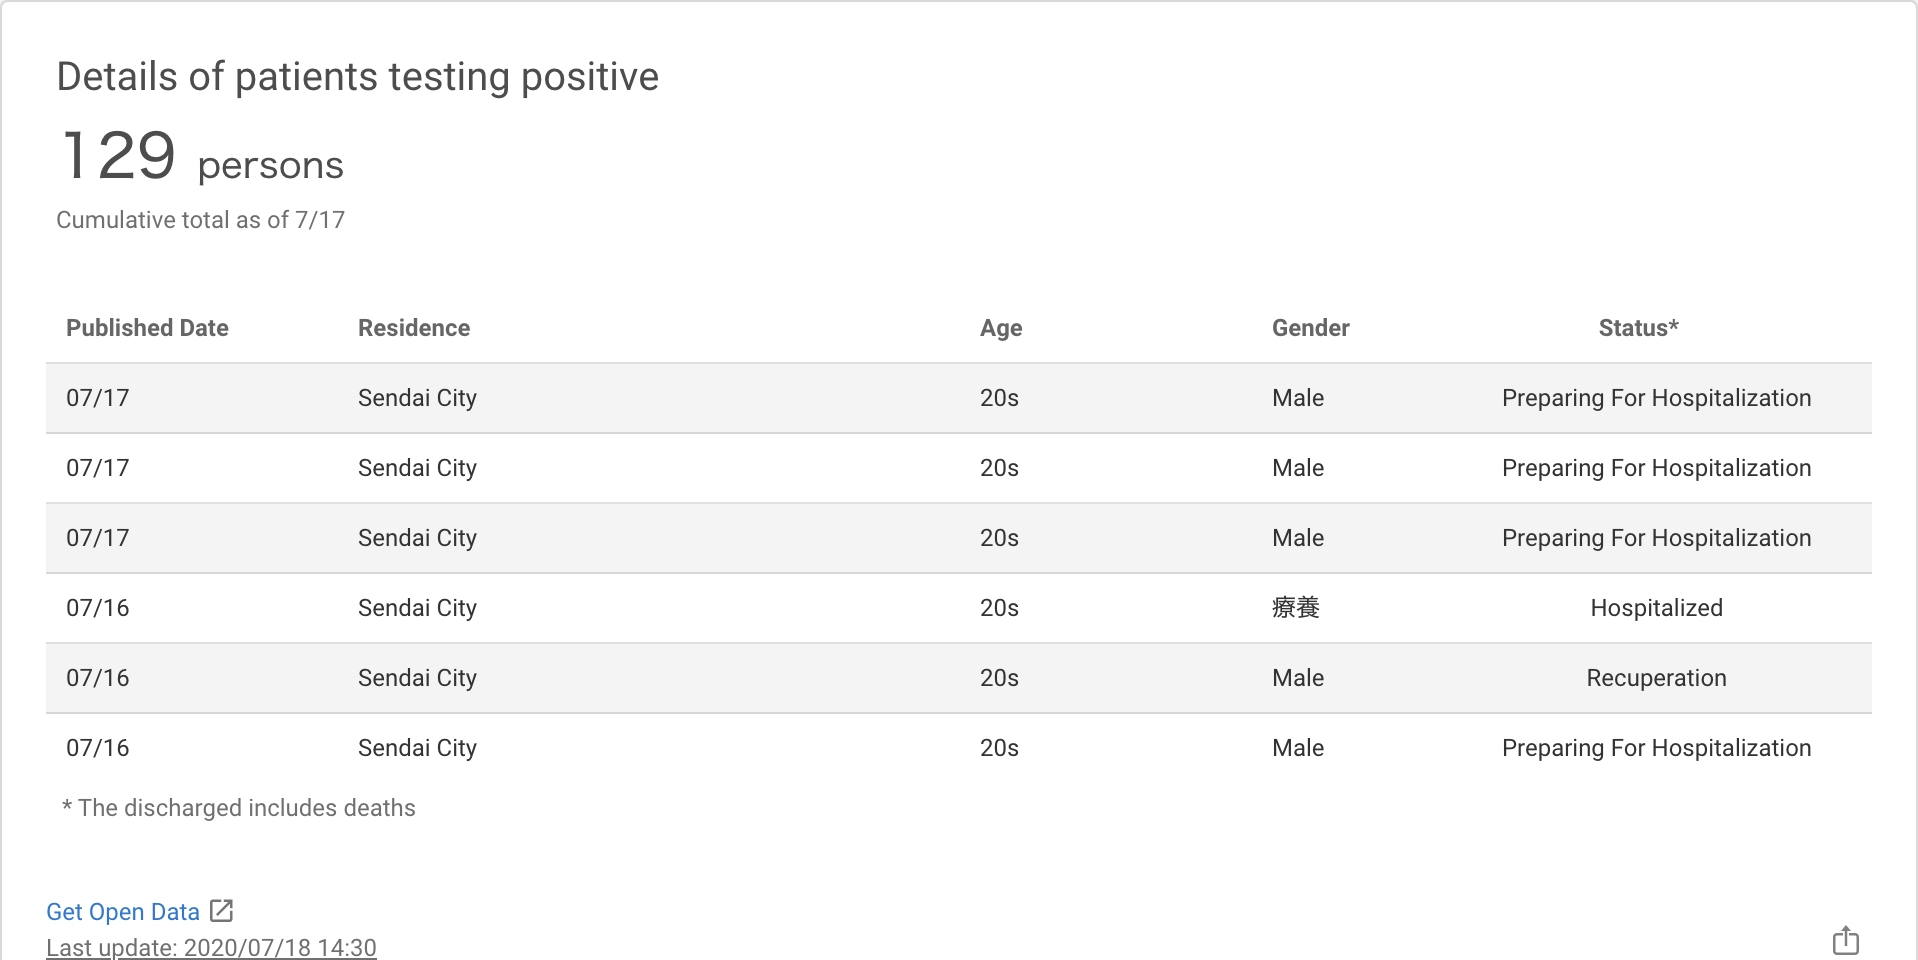 Details of patients testing positive
129 persons
Cumulative total as of 7/17
Published Date Residence Age Gender Status*
07/17 Sendai City 20s Male Preparing For Hospitalization
07/17 Sendai City 20s Male Preparing For Hospitalization
07/17 Sendai City 20s Male Preparing For Hospitalization
07/16 Sendai City 20s 療養 Hospitalized
07/16 Sendai City 20s Male Recuperation
07/16 Sendai City 20s Male Preparing For Hospitalization
* The discharged includes deaths
Get Open Data
Last update: 2020/07/18 14:30